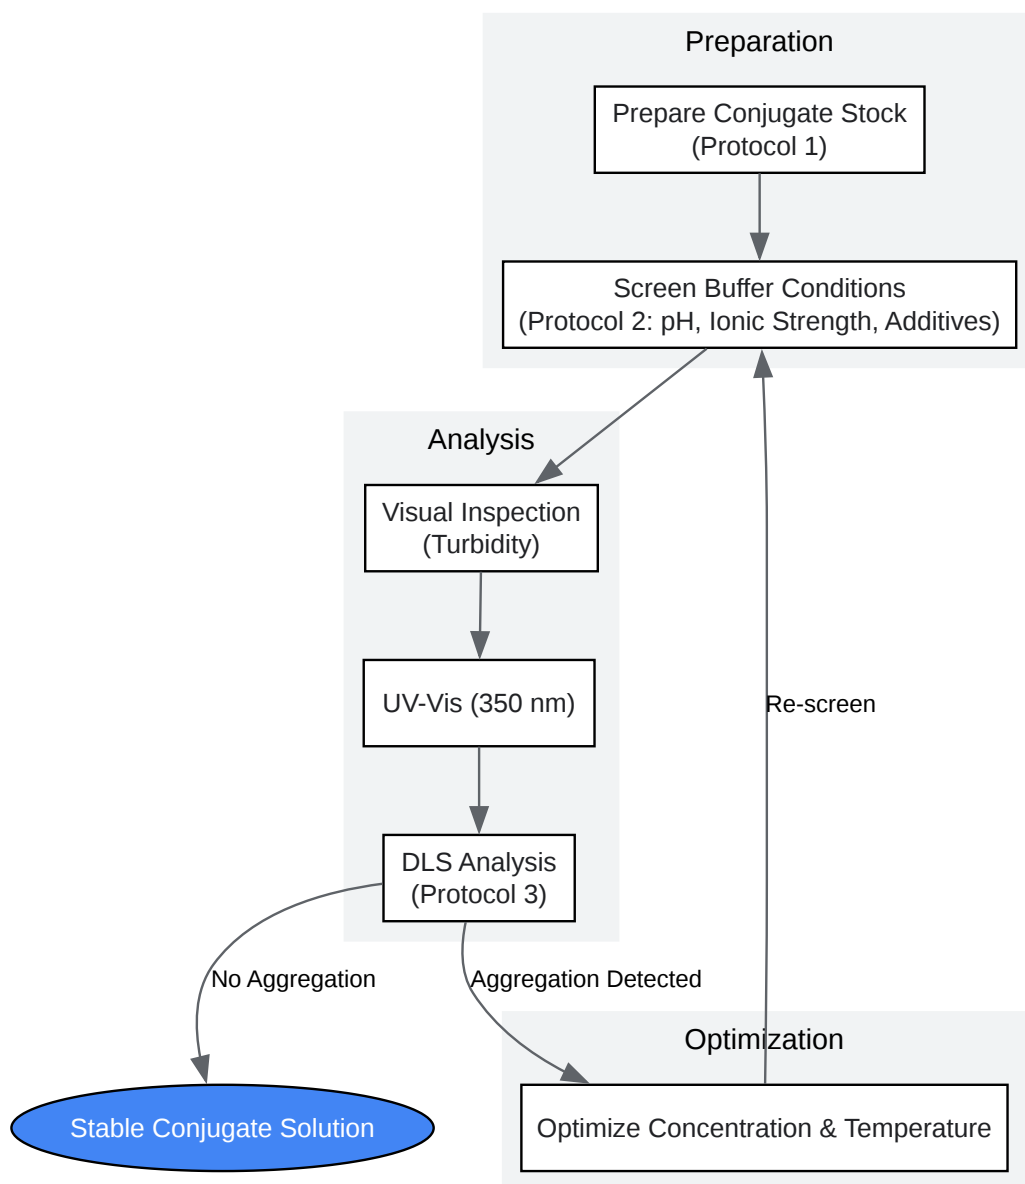 Preparation
Prepare Conjugate Stock
(Protocol 1)
Screen Buffer Conditions
(Protocol 2: pH, Ionic Strength, Additives)
Analysis
Visual Inspection
(Turbidity)
UV-Vis (350 nm)
Re-screen
DLS Analysis
(Protocol 3)
No Aggregation
Aggregation Detected
Optimization
Stable Conjugate Solution
Optimize Concentration & Temperature